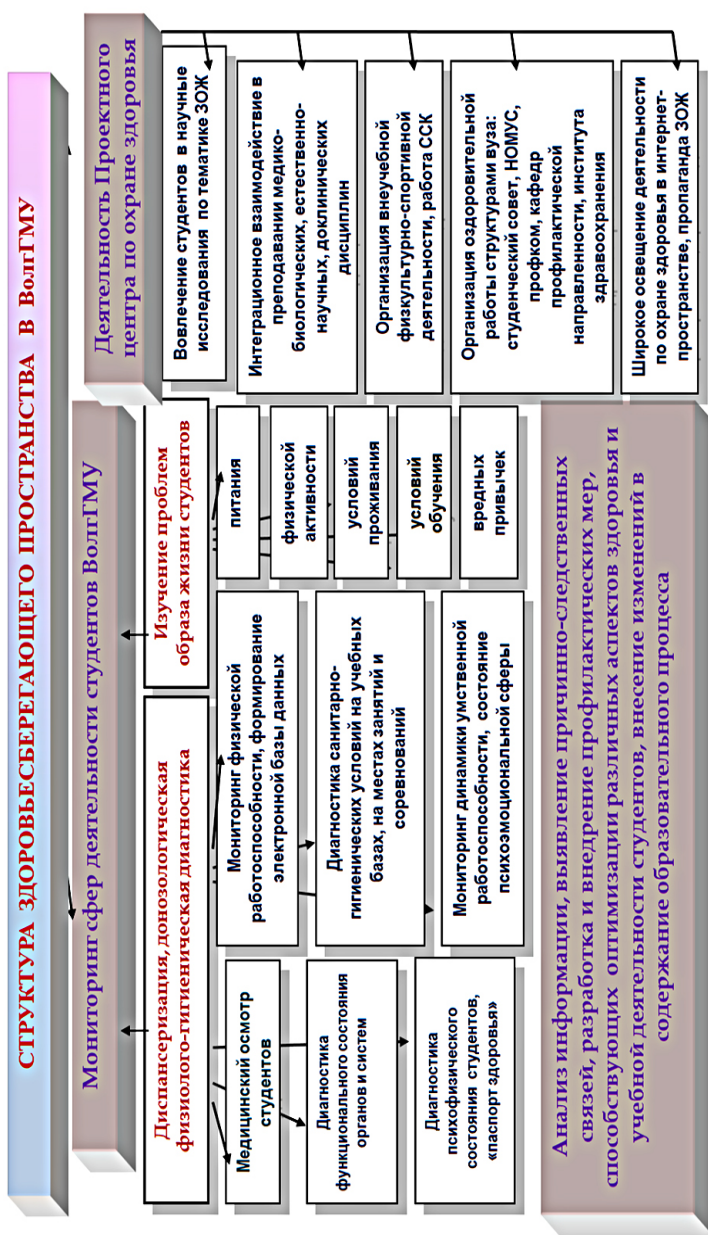 СТРУКТУРА ЗДОРОВЬЕСБЕРЕГАЮЩЕГО ПРОСТРАНСТВА В ВолгГМУ
Мониторинг сфер деятельности студентов ВолгГМУ
Диспансеризация, донозологическая
физиолого-гигиеническая диагностика
Медицинский осмотр
студентов
Диагностика
функционального состояния
органов и систем
Диагностика
психофизического
состояния студентов,
«паспорт здоровья»
Мониторинг физической
работоспособности, формирование
электронной базы данных
Диагностика санитарно-
гигиенических условий на учебных
базах, на местах занятий и
соревнований
Мониторинг динамики умственной
работоспособности, состояние
психоэмоциональной сферы
Изучение проблем
образа жизни студентов
питания
физической
активности
условий
проживания
условий
обучения
вредных
привычек
Деятельность Проектного
центра по охране здоровья
Вовлечение студентов в научные
исследования по тематике ЗОЖ
Интеграционное взаимодействие в
преподавании медико-
биологических, естественно-
научных, доклинических
дисциплин
Организация внеучебной
физкультурно-спортивной
деятельности, работа ССК
Организация оздоровительной
работы структурами вуза:
студенческий совет, НОМУС,
профком, кафедр
профилактической
направленности, института
здравоохранения
Широкое освещение деятельности
по охране здоровья в интернет-
пространстве, пропаганда ЗОЖ
Анализ информации, выявление причинно-следственных
связей, разработка и внедрение профилактических мер,
способствующих оптимизации различных аспектов здоровья и
учебной деятельности студентов, внесение изменений в
содержание образовательного процесса